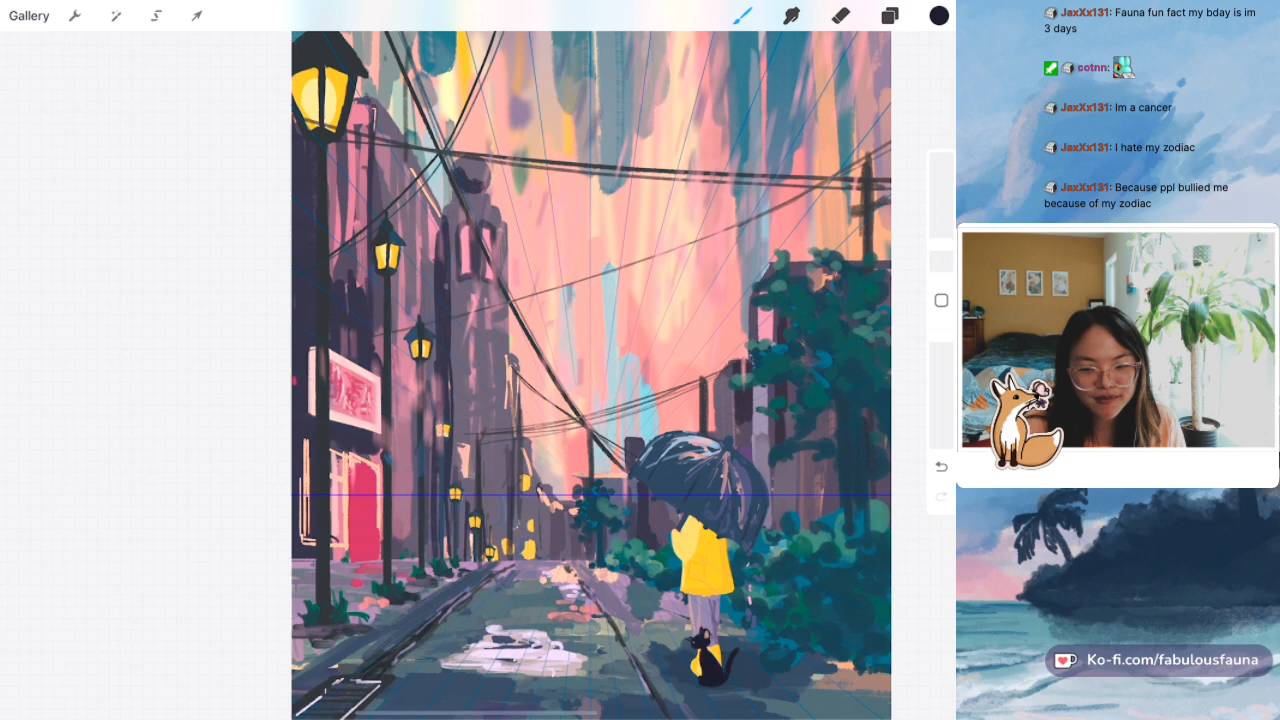 Gallery
JaxXx131: Fauna fun fact my bday is im
3 days
cotnn:
JaxXx131: Im a cancer
JaxXx131: I hate my zodiac
JaxXx131: Because ppl bullied me
because of my zodiac
Ko-fi.com/fabulousfauna